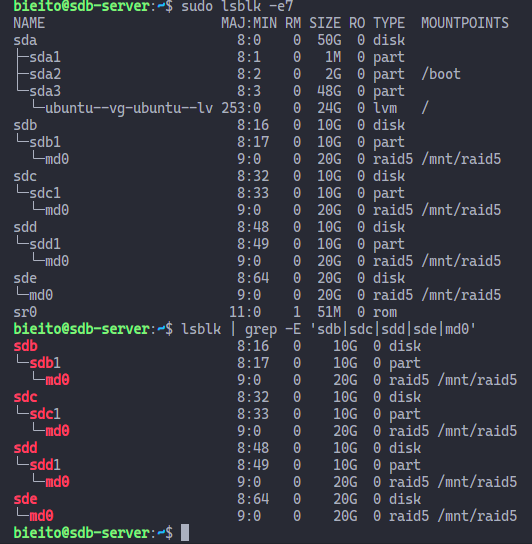 bieito@sdb-server:~$ sudo lsblk -e7
NAME                      MAJ:MIN RM  SIZE RO TYPE  MOUNTPOINTS
sda                         8:0    0   50G  0 disk
├─sda1                      8:1    0    1M  0 part
├─sda2                      8:2    0    2G  0 part  /boot
└─sda3                      8:3    0   48G  0 part
  └─ubuntu--vg-ubuntu--lv 253:0    0   24G  0 lvm   /
sdb                         8:16   0   10G  0 disk
└─sdb1                      8:17   0   10G  0 part
  └─md0                     9:0    0   20G  0 raid5 /mnt/raid5
sdc                         8:32   0   10G  0 disk
└─sdc1                      8:33   0   10G  0 part
  └─md0                     9:0    0   20G  0 raid5 /mnt/raid5
sdd                         8:48   0   10G  0 disk
└─sdd1                      8:49   0   10G  0 part
  └─md0                     9:0    0   20G  0 raid5 /mnt/raid5
sde                         8:64   0   20G  0 disk
└─md0                       9:0    0   20G  0 raid5 /mnt/raid5
sr0                        11:0    1   51M  0 rom
bieito@sdb-server:~$ lsblk | grep -E 'sdb|sdc|sdd|sde|md0'
sdb                         8:16   0     10G  0 disk
└─sdb1                      8:17   0     10G  0 part
  └─md0                     9:0    0     20G  0 raid5 /mnt/raid5
sdc                         8:32   0     10G  0 disk
└─sdc1                      8:33   0     10G  0 part
  └─md0                     9:0    0     20G  0 raid5 /mnt/raid5
sdd                         8:48   0     10G  0 disk
└─sdd1                      8:49   0     10G  0 part
  └─md0                     9:0    0     20G  0 raid5 /mnt/raid5
sde                         8:64   0     20G  0 disk
└─md0                       9:0    0     20G  0 raid5 /mnt/raid5
bieito@sdb-server:~$